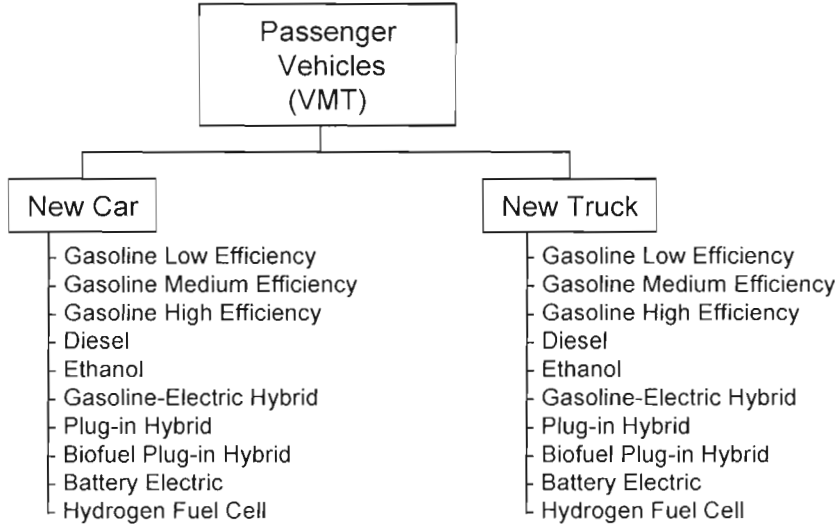 Passenger
Vehicles
(VMT)
New Car
Gasoline Low Efficiency
Gasoline Medium Efficiency
Gasoline High Efficiency
Diesel
Ethanol
Gasoline-Electric Hybrid
Plug-in Hybrid
Biofuel Plug-in Hybrid
Battery Electric
Hydrogen Fuel Cell
New Truck
Gasoline Low Efficiency
Gasoline Medium Efficiency
Gasoline High Efficiency
Diesel
Ethanol
Gasoline-Electric Hybrid
Plug-in Hybrid
Biofuel Plug-in Hybrid
Battery Electric
Hydrogen Fuel Cell